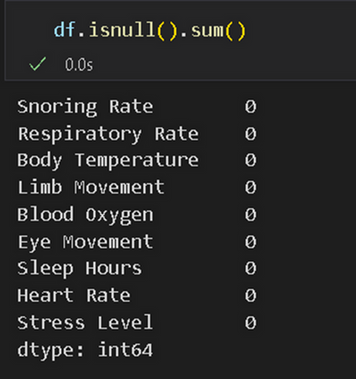 df.isnull().sum()
0.0s
Snoring Rate 0
Respiratory Rate 0
Body Temperature 0
Limb Movement 0
Blood Oxygen 0
Eye Movement 0
Sleep Hours 0
Heart Rate 0
Stress Level 0
dtype: int64